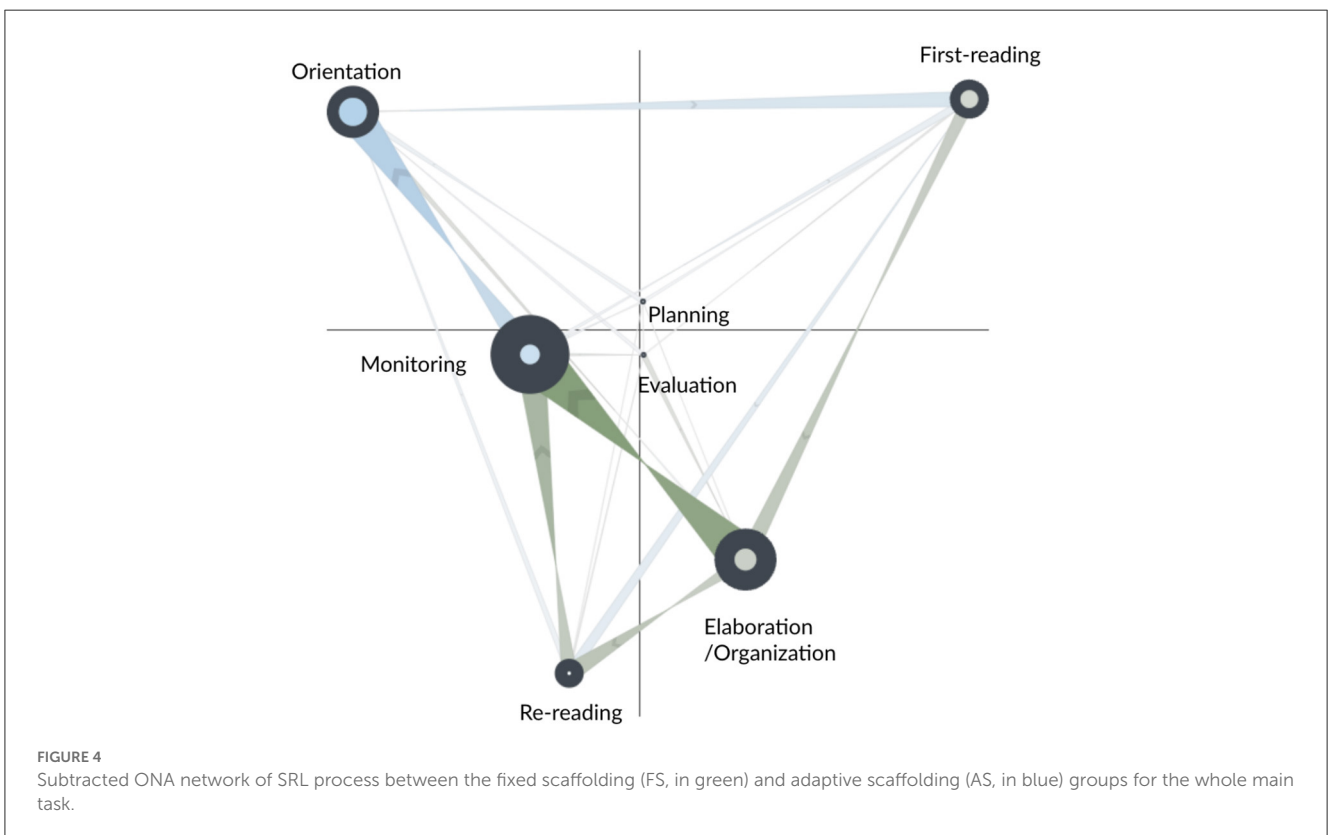 First-reading
Orientation
Planning
Monitoring
Evaluation
Elaboration
/Organization
Re-reading
FIGURE 4
Subtracted ONA network of SRL process between the fixed scaffolding (FS, in green) and adaptive scaffolding (AS, in blue) groups for the whole main
task.